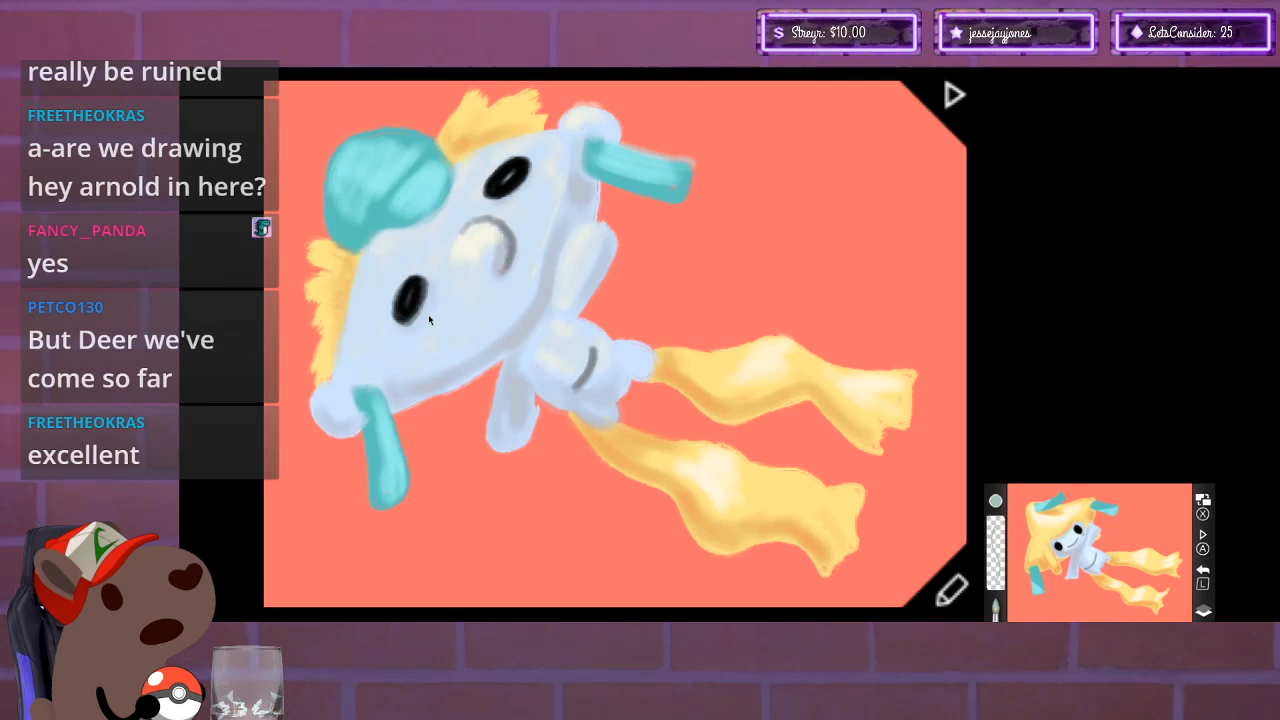 Streyr: $10.00
jessejayjones
LetsConsider: 25
really be ruined
FREETHEOKRAS
a-are we drawing
hey arnold in here?
FANCY__PANDA
yes
PETCO130
But Deer we've
come so far
FREETHEOKRAS
excellent
X
A
L